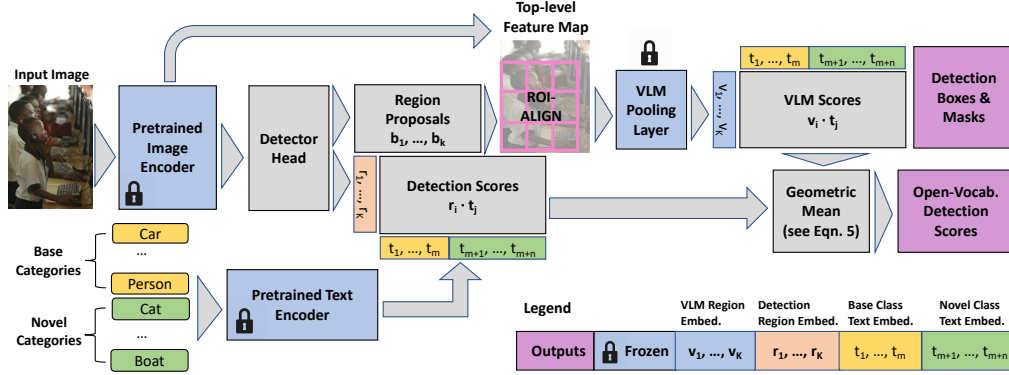 Top-level
Feature Map
Input Image
Pretrained
Image
Encoder
Detector
Head
Region
Proposals
b1, ..., bk
ROI-
ALIGN
VLM
Pooling
Layer
v1, ..., vK
t1, ..., tm
tm+1, ..., tm+n
VLM Scores
vi · tj
Detection
Boxes &
Masks
r1, ..., rK
Detection Scores
ri · tj
t1, ..., tm
tm+1, ..., tm+n
Geometric
Mean
(see Eqn. 5)
Open-Vocab.
Detection
Scores
Base
Categories
Car
...
Person
Novel
Categories
Cat
...
Boat
Pretrained Text
Encoder
Legend
VLM Region
Embed.
Detection
Region Embed.
Base Class
Text Embed.
Novel Class
Text Embed.
Outputs
Frozen
v1, ..., vK
r1, ..., rK
t1, ..., tm
tm+1, ..., tm+n